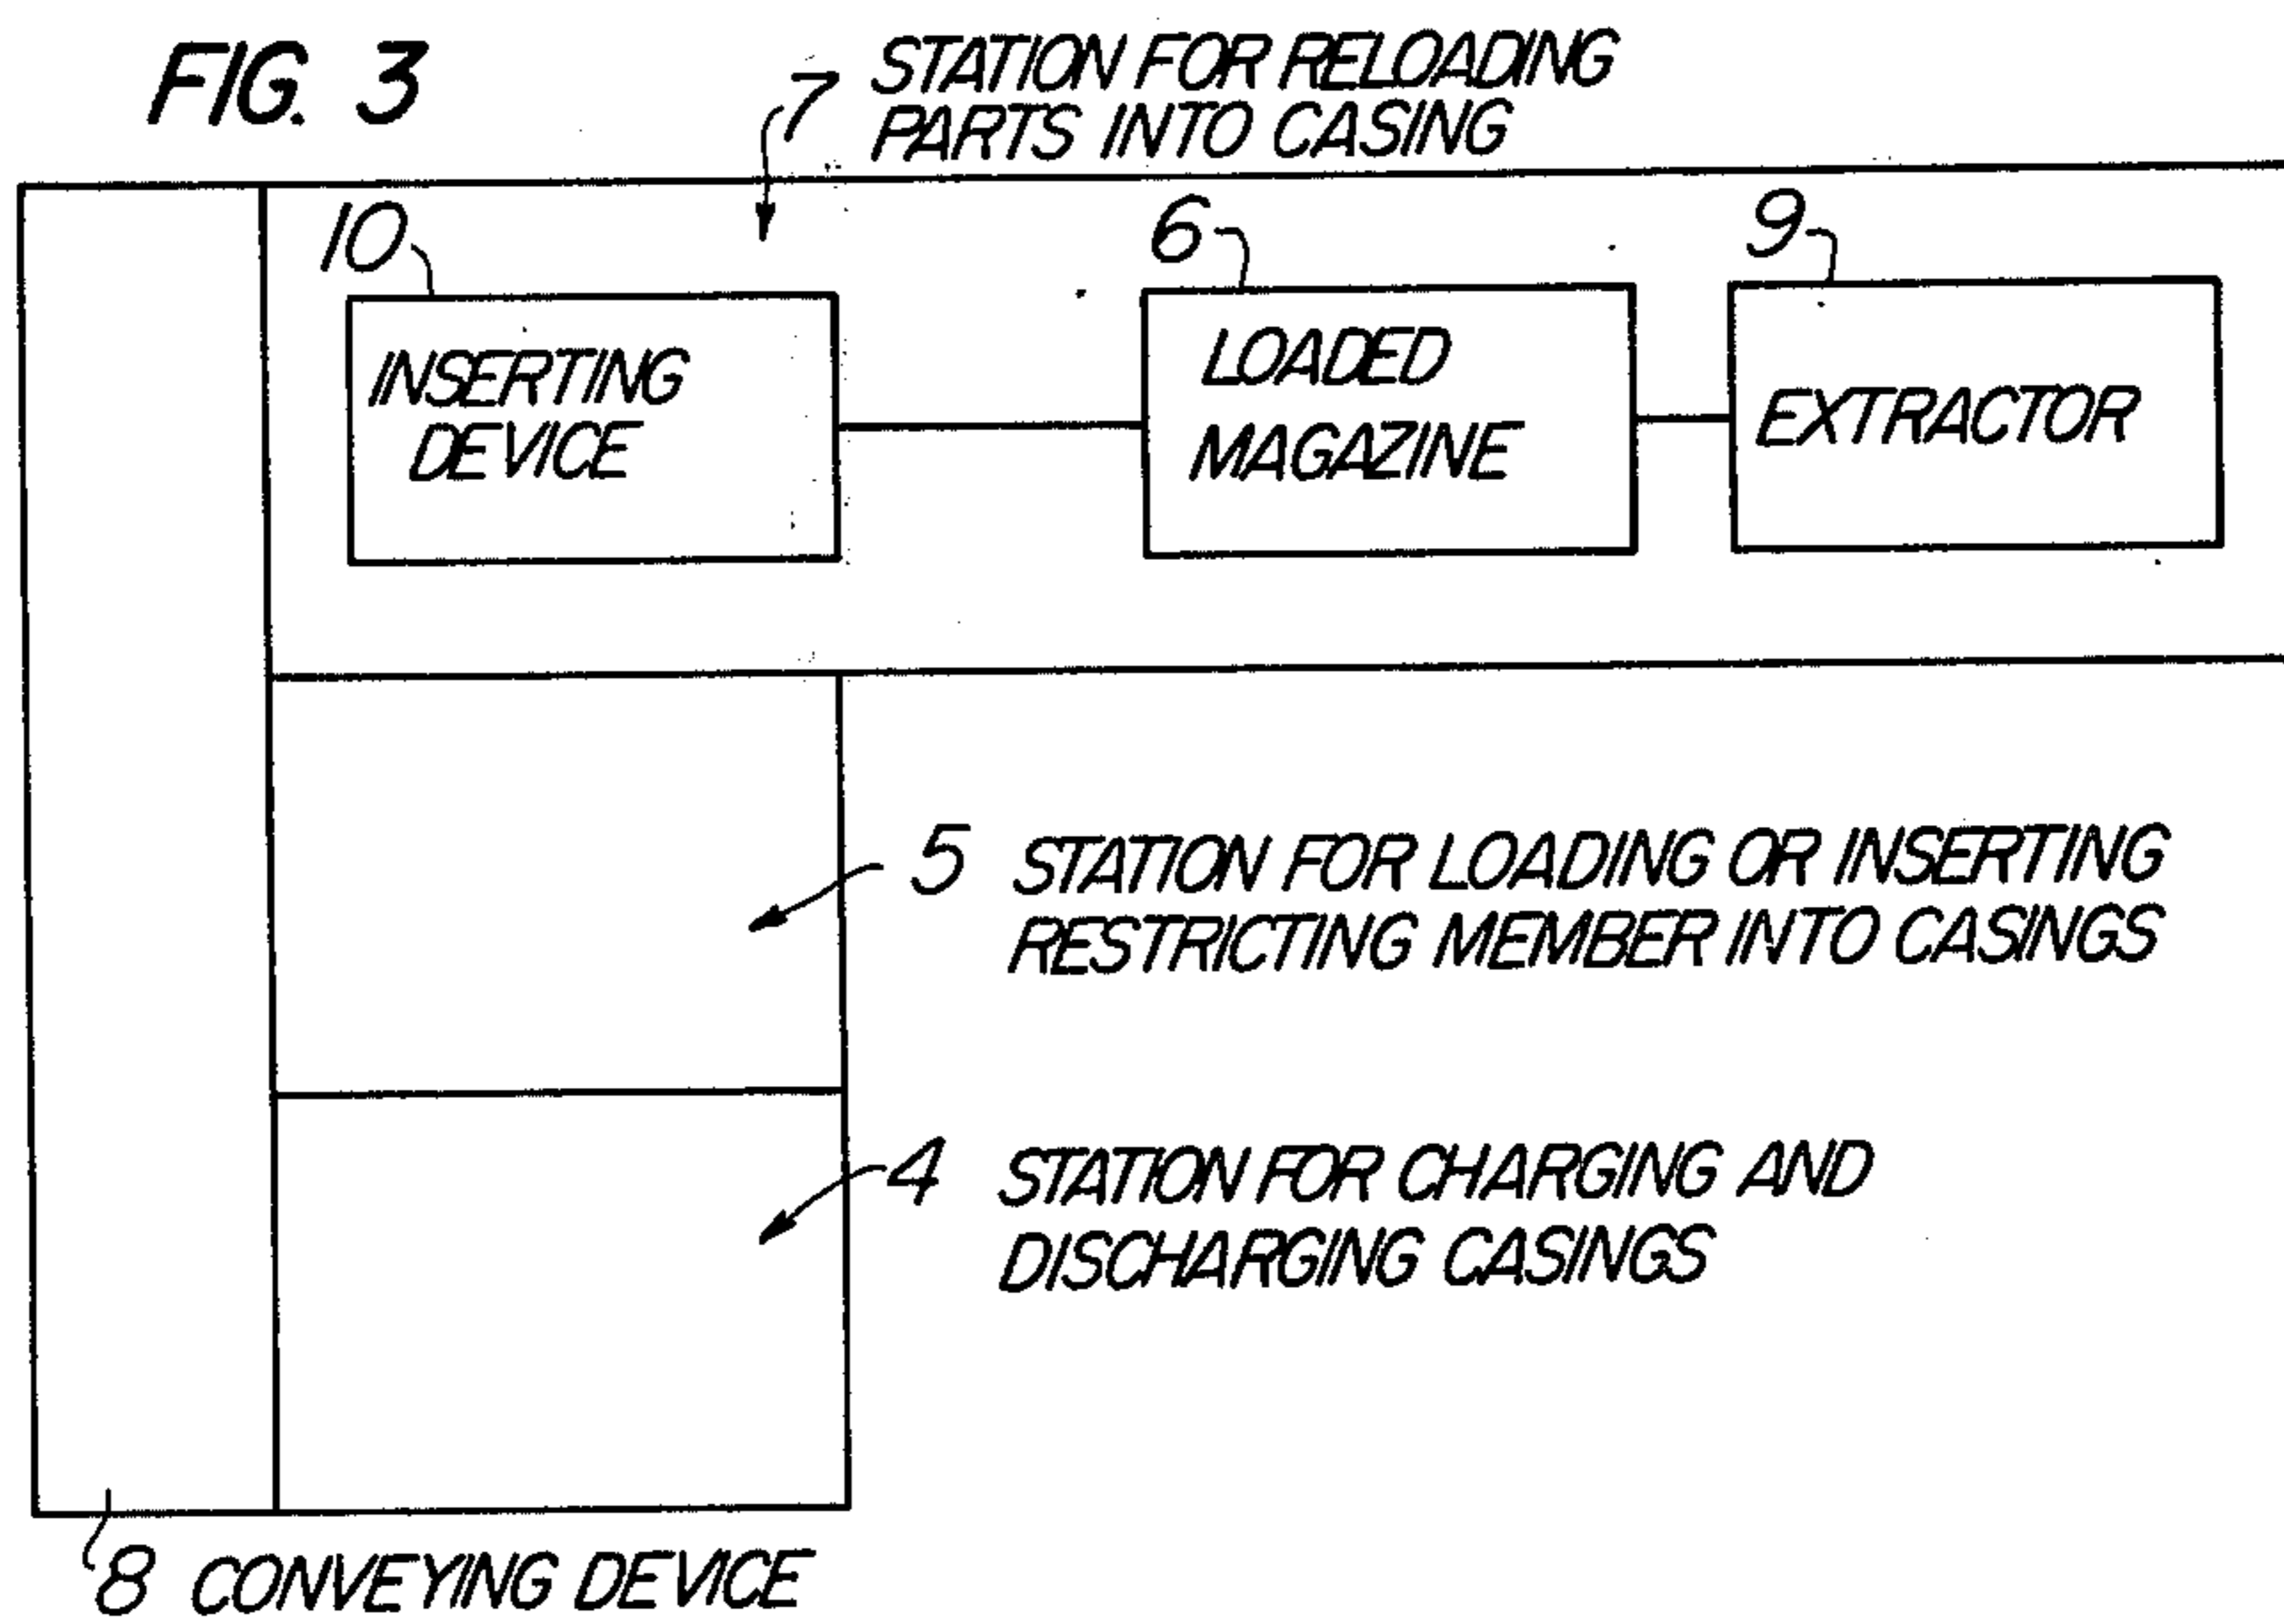 FIG. 3
7 STATION FOR RELOADING
PARTS INTO CASING
10
6
9
INSERTING
DEVICE
LOADED
MAGAZINE
EXTRACTOR
5 STATION FOR LOADING OR INSERTING
RESTRICTING MEMBER INTO CASINGS
4 STATION FOR CHARGING AND
DISCHARGING CASINGS
8 CONVEYING DEVICE